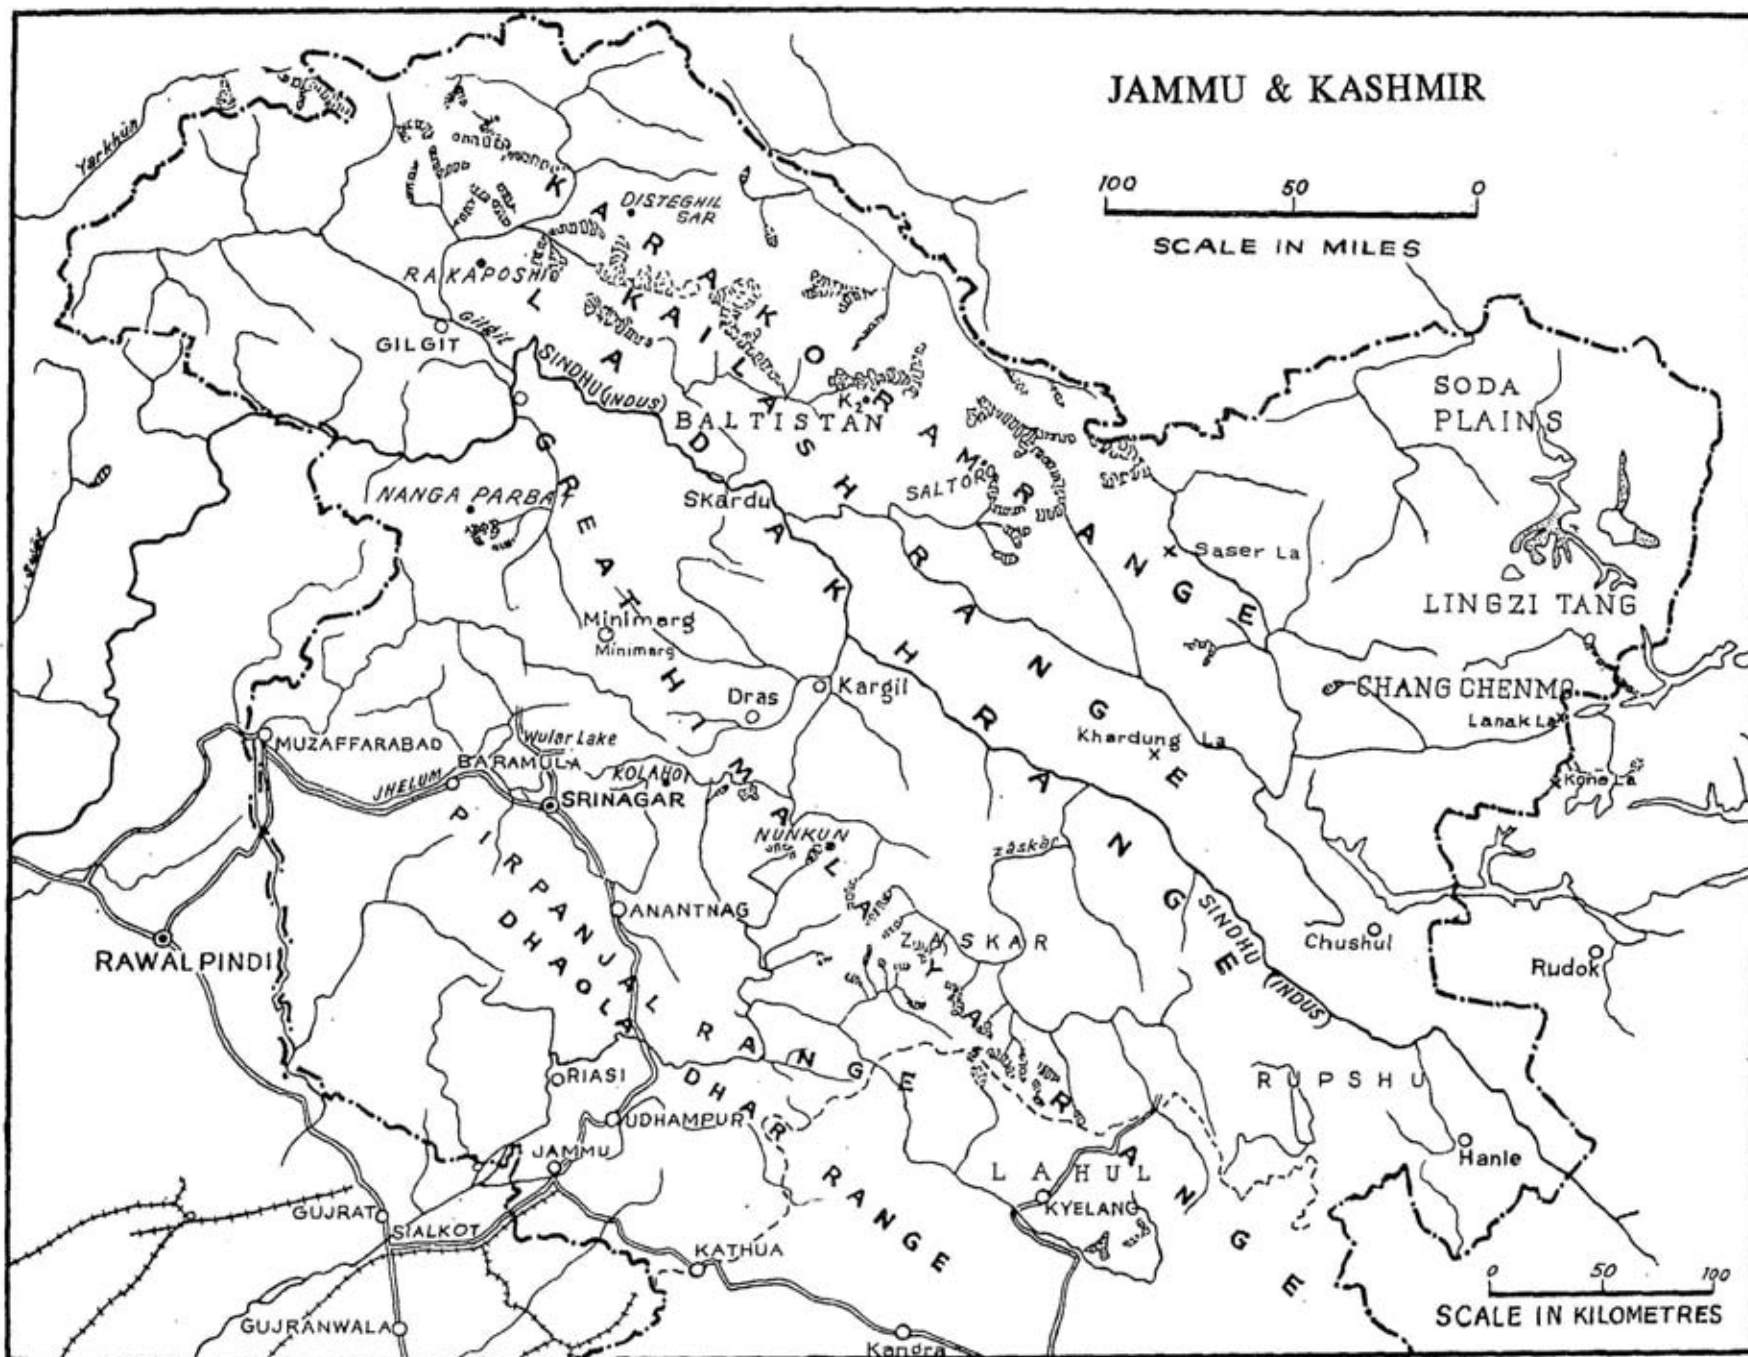 JAMMU & KASHMIR
100 50 0
SCALE IN MILES
Yarkhun
DISTEGHIL
SAR
RAKAPOSHI
KARAKORAM RANGE
KAILASH RANGE
LADAKH RANGE
GILGIT
Gilgit
SINDHU (INDUS)
BALTISTAN
K2
SODA
PLAINS
GREAT HIMALAYAN RANGE
NANGA PARBAT
Skardu
SALTORO
Saser La
LINGZI TANG
Minimarg
Minimarg
Dras
Kargil
CHANG CHENMO
Lanak La
Khardung La
Kone La
MUZAFFARABAD
Wular Lake
BARAMULA
KOLAHOI
JHELUM
SRINAGAR
NUNKUN
zāskār
PIR PANJAL RANGE
DHAOLA DHAR RANGE
ANANTNAG
ZASKAR
SINDHU (INDUS)
Chushul
Rudok
RAWALPINDI
RIASI
RUPSHU
UDHAMPUR
JAMMU
Hanle
LAHUL
KYELANG
GUJRAT
SIALKOT
KATHUA
GUJRANWALA
Kangra
0 50 100
SCALE IN KILOMETRES